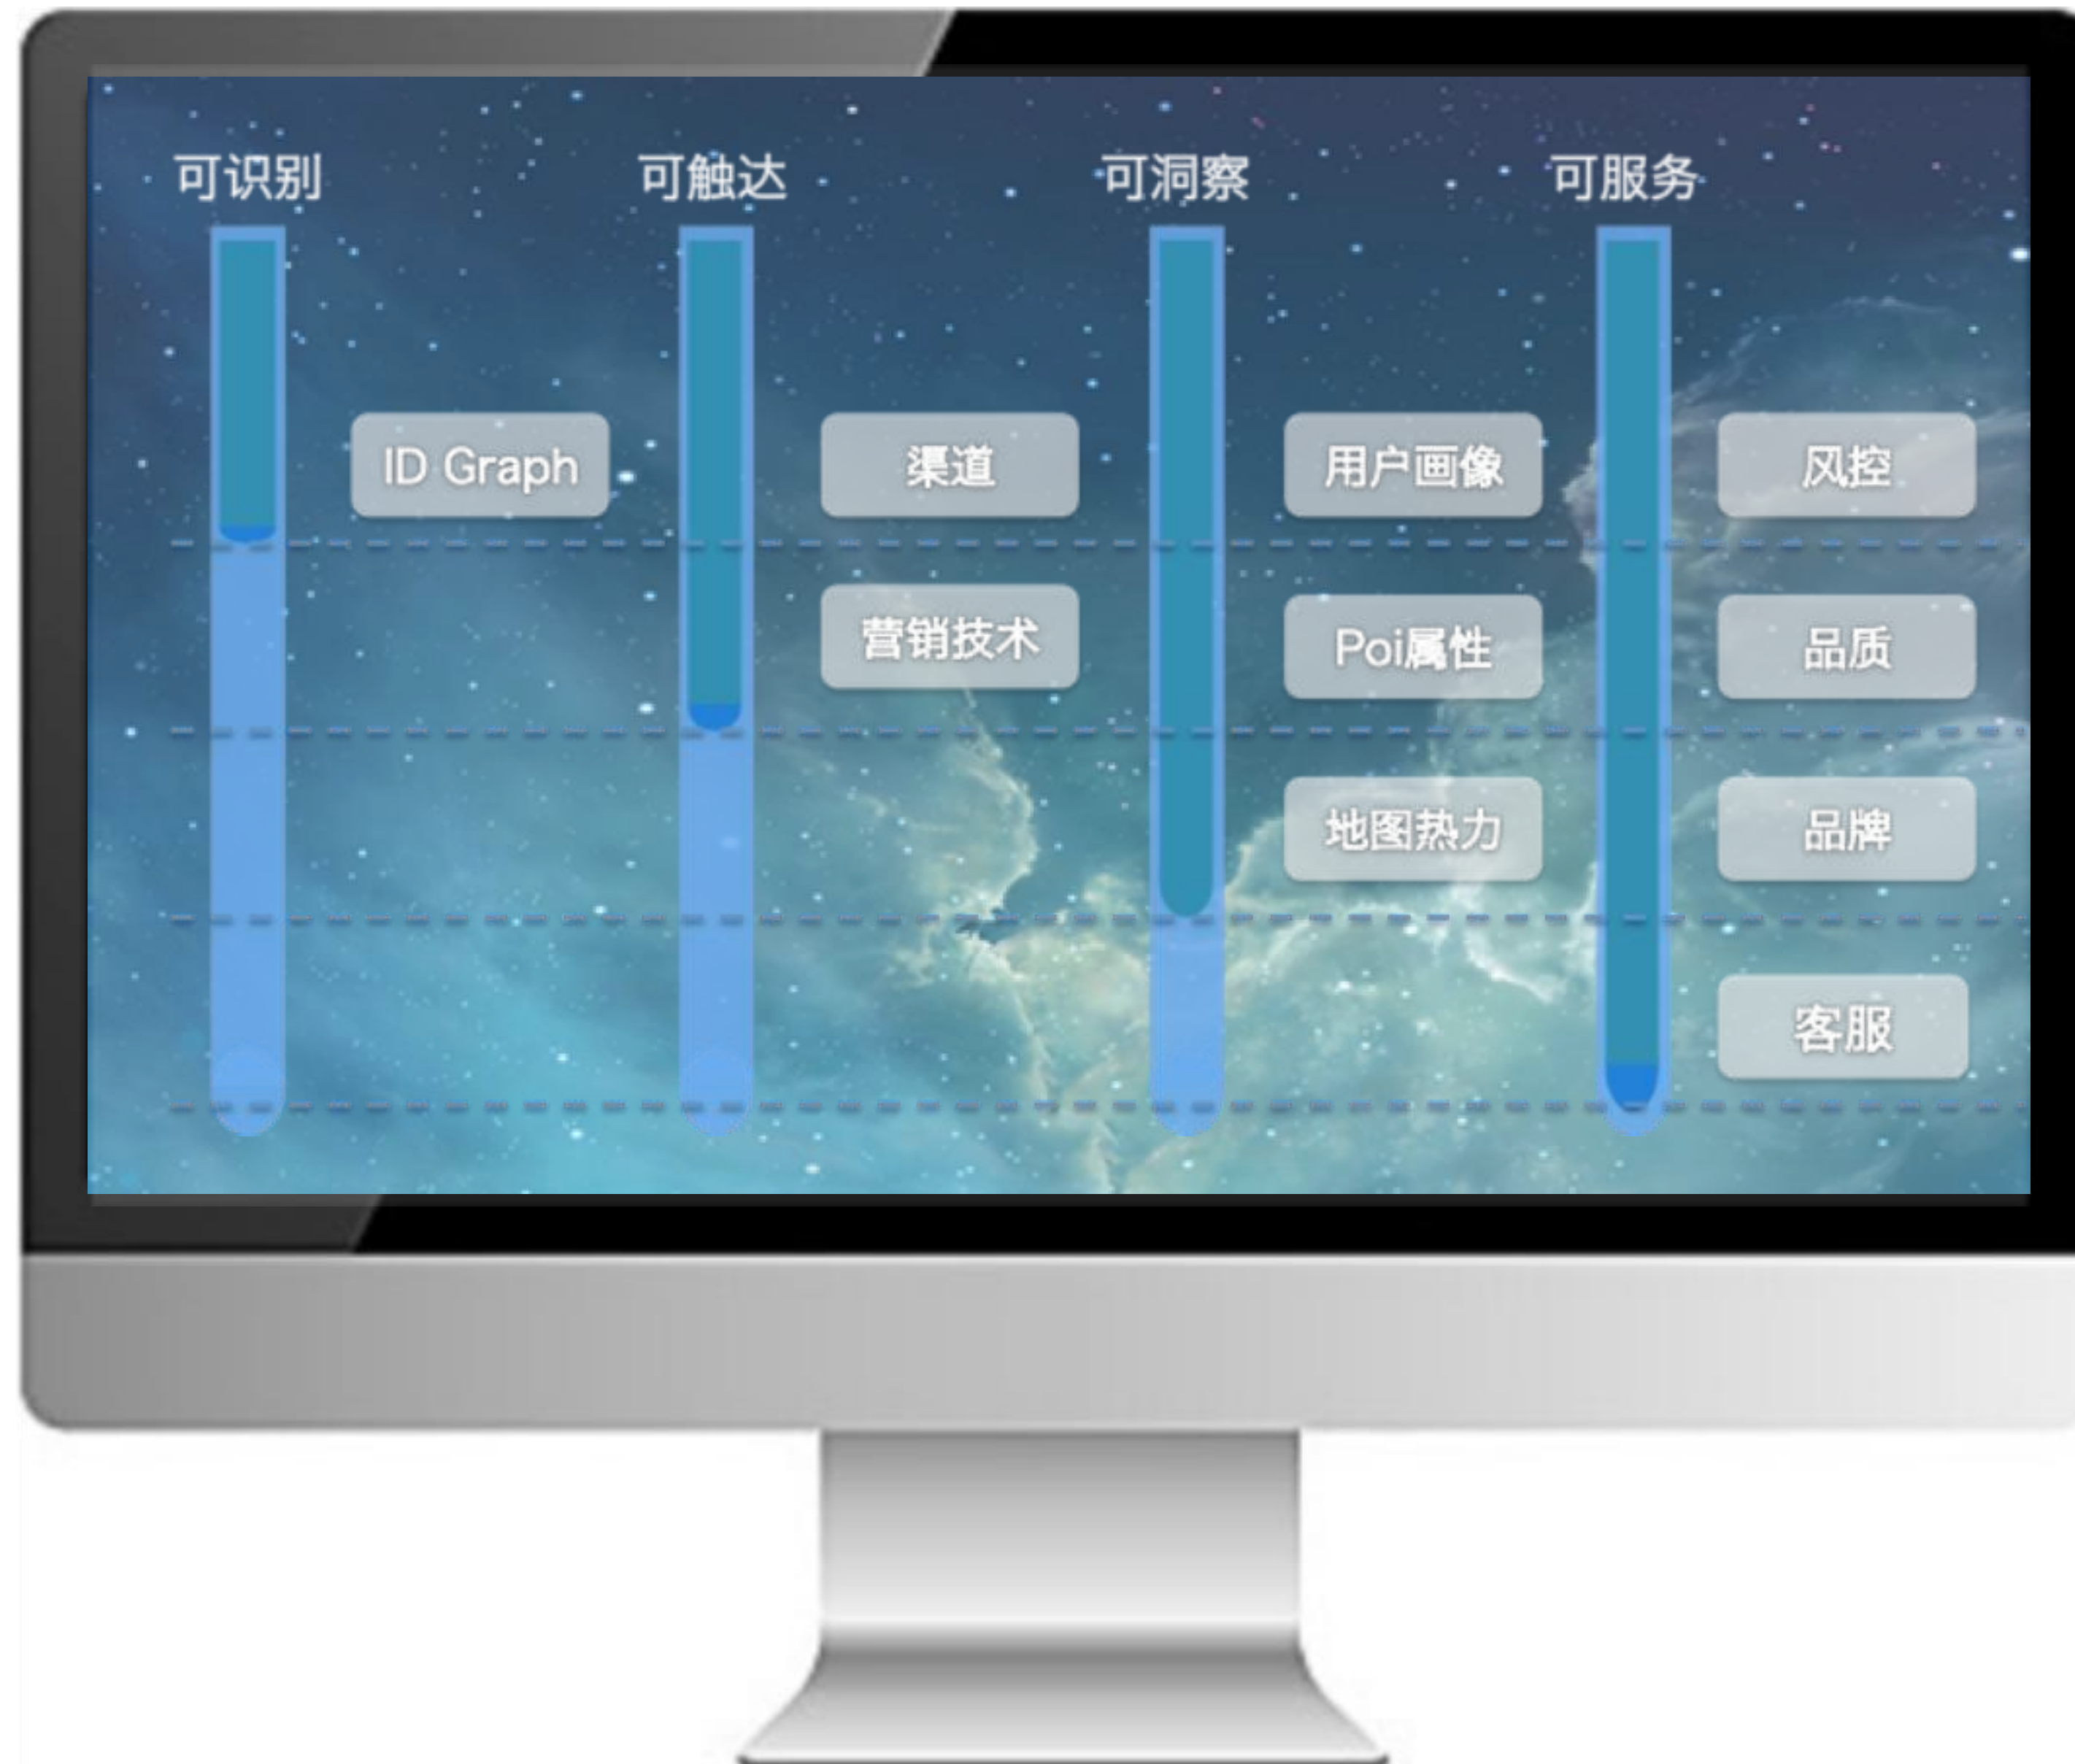 可识别
可触达
可洞察
可服务
ID Graph
渠道
用户画像
风控
营销技术
Poi属性
品质
地图热力
品牌
客服